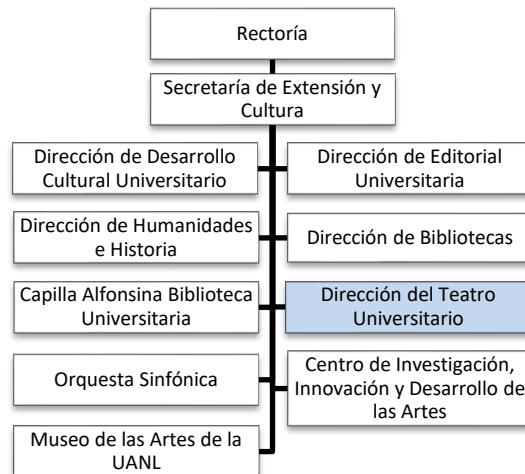 Rectoría
Secretaría de Extensión y
Cultura
Dirección de Desarrollo
Cultural Universitario
Dirección de Editorial
Universitaria
Dirección de Humanidades
e Historia
Dirección de Bibliotecas
Capilla Alfonsina Biblioteca
Universitaria
Dirección del Teatro
Universitario
Orquesta Sinfónica
Centro de Investigación,
Innovación y Desarrollo de
las Artes
Museo de las Artes de la
UANL